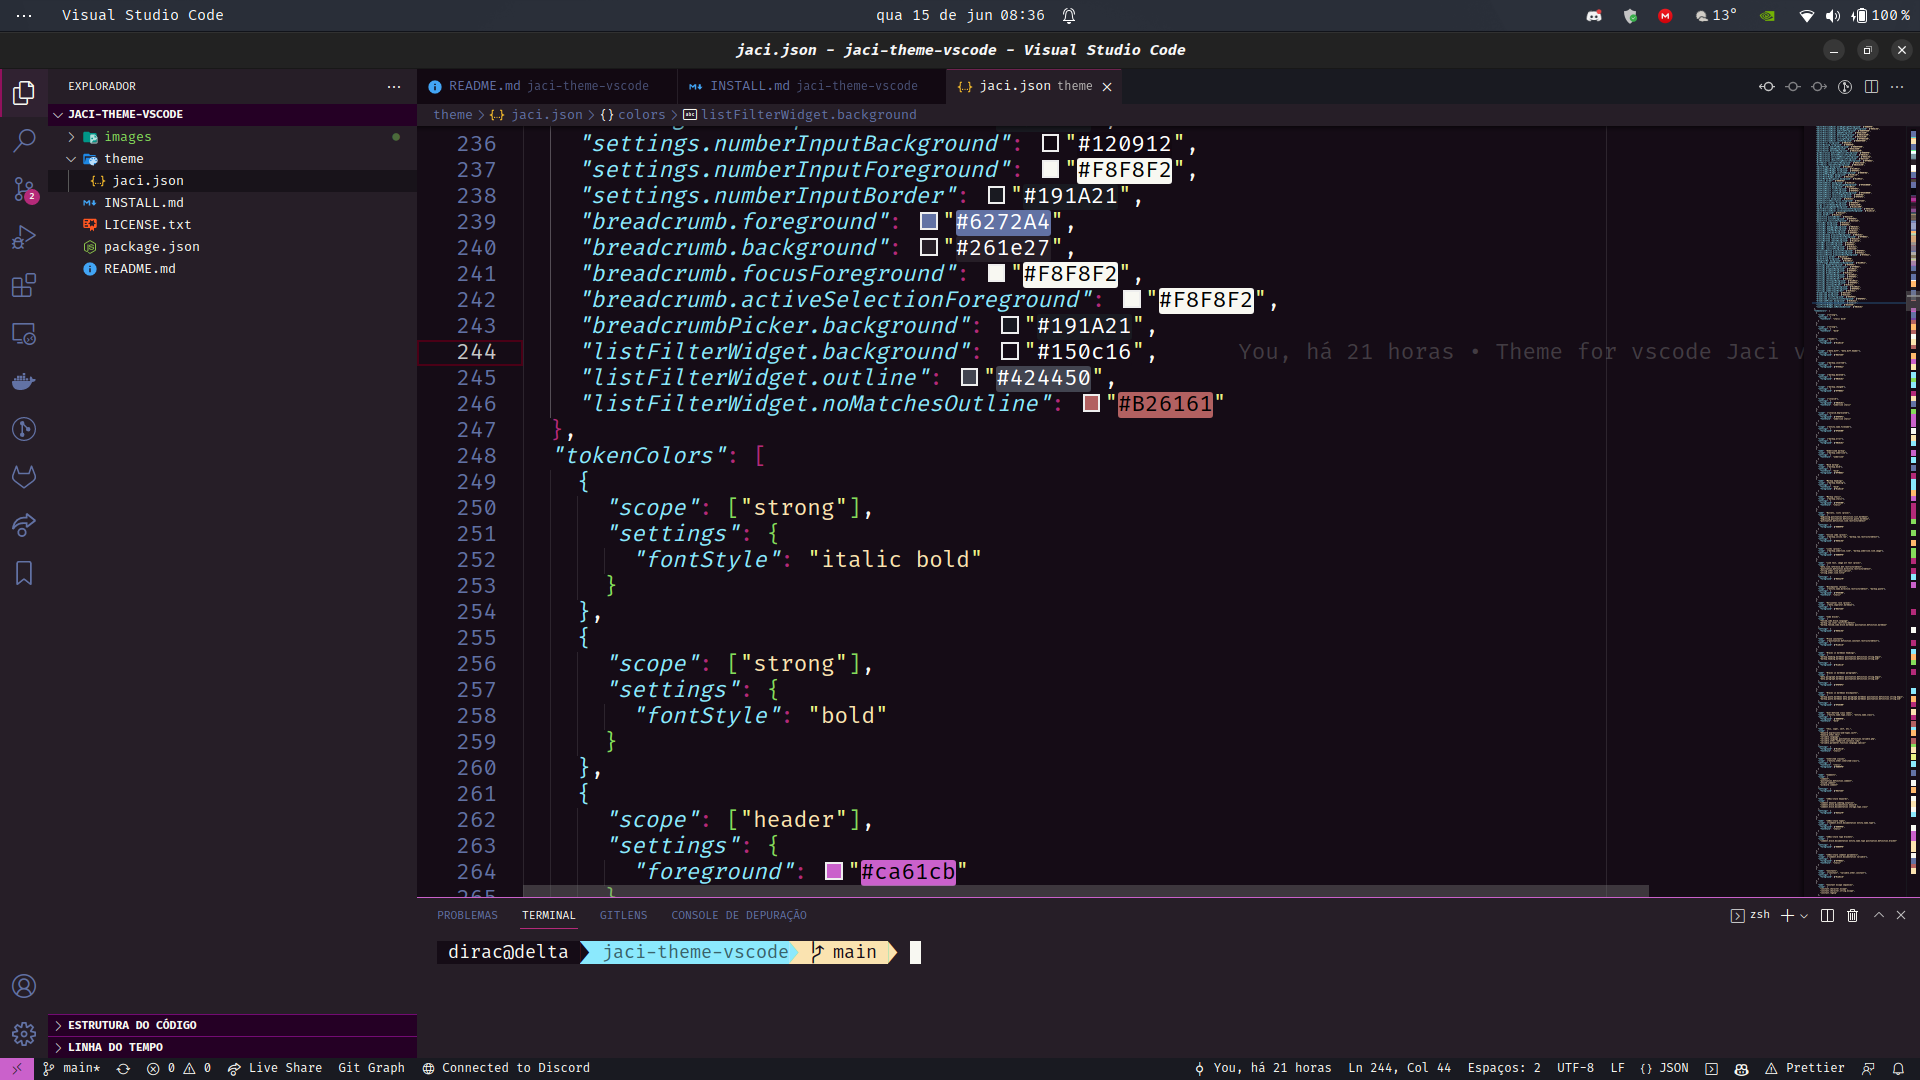 Visual Studio Code
qua 15 de jun 08:36
13°
100 %
jaci.json - jaci-theme-vscode - Visual Studio Code
EXPLORADOR
JACI-THEME-VSCODE
images
theme
jaci.json
INSTALL.md
LICENSE.txt
package.json
README.md
2
ESTRUTURA DO CÓDIGO
LINHA DO TEMPO
README.md jaci-theme-vscode
INSTALL.md jaci-theme-vscode
jaci.json theme
theme > {} jaci.json > {} colors > listFilterWidget.background
236 "settings.numberInputBackground": "#120912",
237 "settings.numberInputForeground": "#F8F8F2",
238 "settings.numberInputBorder": "#191A21",
239 "breadcrumb.foreground": "#6272A4",
240 "breadcrumb.background": "#261e27",
241 "breadcrumb.focusForeground": "#F8F8F2",
242 "breadcrumb.activeSelectionForeground": "#F8F8F2",
243 "breadcrumbPicker.background": "#191A21",
244 "listFilterWidget.background": "#150c16", You, há 21 horas • Theme for vscode Jaci v
245 "listFilterWidget.outline": "#424450",
246 "listFilterWidget.noMatchesOutline": "#B26161"
247 },
248 "tokenColors": [
249 {
250 "scope": ["strong"],
251 "settings": {
252 "fontStyle": "italic bold"
253 }
254 },
255 {
256 "scope": ["strong"],
257 "settings": {
258 "fontStyle": "bold"
259 }
260 },
261 {
262 "scope": ["header"],
263 "settings": {
264 "foreground": "#ca61cb"
265 }
PROBLEMAS
TERMINAL
GITLENS
CONSOLE DE DEPURAÇÃO
zsh
dirac@delta jaci-theme-vscode main
main*
0
0
Live Share
Git Graph
Connected to Discord
You, há 21 horas
Ln 244, Col 44
Espaços: 2
UTF-8
LF
{} JSON
Prettier